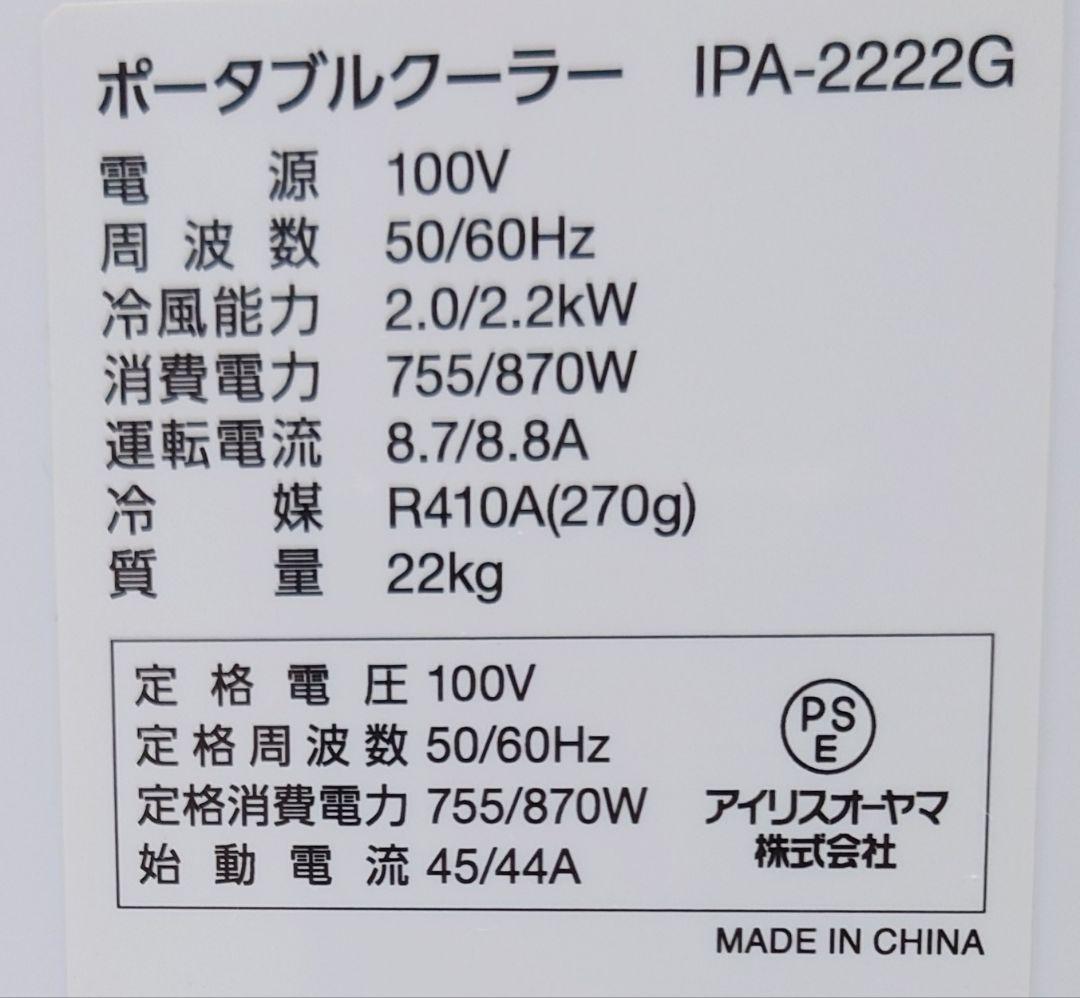 ポータブルクーラー IPA-2222G
電源 100V
周波数 50/60Hz
冷風能力 2.0/2.2kW
消費電力 755/870W
運転電流 8.7/8.8A
冷媒 R410A(270g)
質量 22kg
定格電圧 100V
定格周波数 50/60Hz
定格消費電力 755/870W
始動電流 45/44A
PS
E
アイリスオーヤマ
株式会社
MADE IN CHINA